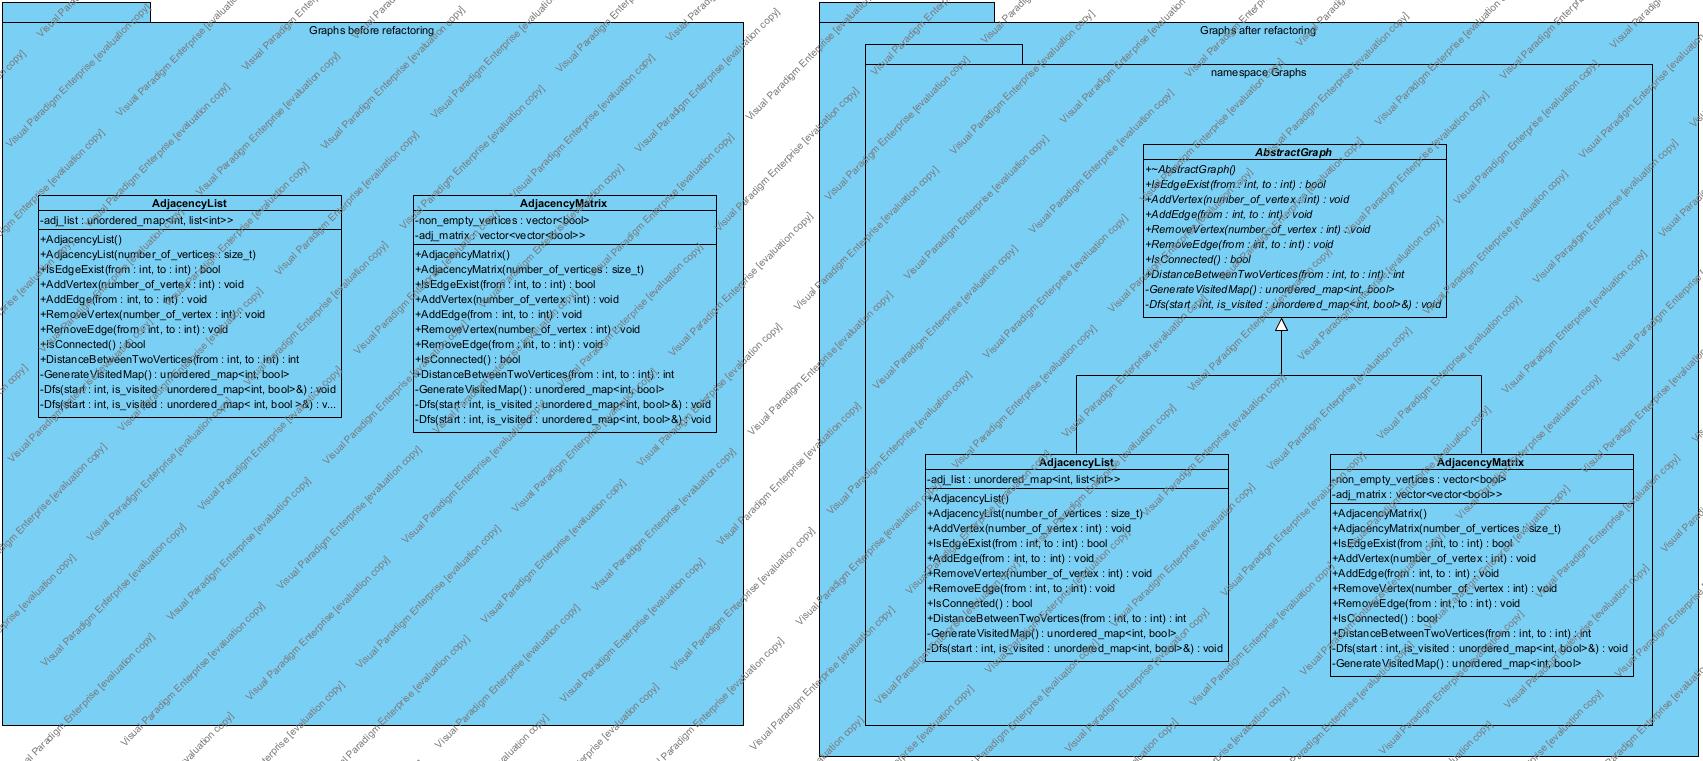 Graphs before refactoring
AdjacencyList
-adj_list : unordered_map<int, list<int>>
+AdjacencyList()
+AdjacencyList(number_of_vertices : size_t)
+IsEdgeExist(from : int, to : int) : bool
+AddVertex(number_of_vertex : int) : void
+AddEdge(from : int, to : int) : void
+RemoveVertex(number_of_vertex : int) : void
+RemoveEdge(from : int, to : int) : void
+IsConnected() : bool
+DistanceBetweenTwoVertices(from : int, to : int) : int
-GenerateVisitedMap() : unordered_map<int, bool>
-Dfs(start : int, is_visited : unordered_map<int, bool>&) : void
-Dfs(start : int, is_visited : unordered_map< int, bool >&) : v...
AdjacencyMatrix
-non_empty_vertices : vector<bool>
-adj_matrix : vector<vector<bool>>
+AdjacencyMatrix()
+AdjacencyMatrix(number_of_vertices : size_t)
+IsEdgeExist(from : int, to : int) : bool
+AddVertex(number_of_vertex : int) : void
+AddEdge(from : int, to : int) : void
+RemoveVertex(number_of_vertex : int) : void
+RemoveEdge(from : int, to : int) : void
+IsConnected() : bool
+DistanceBetweenTwoVertices(from : int, to : int) : int
-GenerateVisitedMap() : unordered_map<int, bool>
-Dfs(start : int, is_visited : unordered_map<int, bool>&) : void
-Dfs(start : int, is_visited : unordered_map<int, bool>&) : void
Graphs after refactoring
namespace Graphs
AbstractGraph
+~AbstractGraph()
+IsEdgeExist(from : int, to : int) : bool
+AddVertex(number_of_vertex : int) : void
+AddEdge(from : int, to : int) : void
+RemoveVertex(number_of_vertex : int) : void
+RemoveEdge(from : int, to : int) : void
+IsConnected() : bool
+DistanceBetweenTwoVertices(from : int, to : int) : int
-GenerateVisitedMap() : unordered_map<int, bool>
-Dfs(start : int, is_visited : unordered_map<int, bool>&) : void
AdjacencyList
-adj_list : unordered_map<int, list<int>>
+AdjacencyList()
+AdjacencyList(number_of_vertices : size_t)
+AddVertex(number_of_vertex : int) : void
+IsEdgeExist(from : int, to : int) : bool
+AddEdge(from : int, to : int) : void
+RemoveVertex(number_of_vertex : int) : void
+RemoveEdge(from : int, to : int) : void
+IsConnected() : bool
+DistanceBetweenTwoVertices(from : int, to : int) : int
-GenerateVisitedMap() : unordered_map<int, bool>
-Dfs(start : int, is_visited : unordered_map<int, bool>&) : void
AdjacencyMatrix
-non_empty_vertices : vector<bool>
-adj_matrix : vector<vector<bool>>
+AdjacencyMatrix()
+AdjacencyMatrix(number_of_vertices : size_t)
+IsEdgeExist(from : int, to : int) : bool
+AddVertex(number_of_vertex : int) : void
+AddEdge(from : int, to : int) : void
+RemoveVertex(number_of_vertex : int) : void
+RemoveEdge(from : int, to : int) : void
+IsConnected() : bool
+DistanceBetweenTwoVertices(from : int, to : int) : int
-Dfs(start : int, is_visited : unordered_map<int, bool>&) : void
-GenerateVisitedMap() : unordered_map<int, bool>
Visual Paradigm Enterprise [evaluation copy]